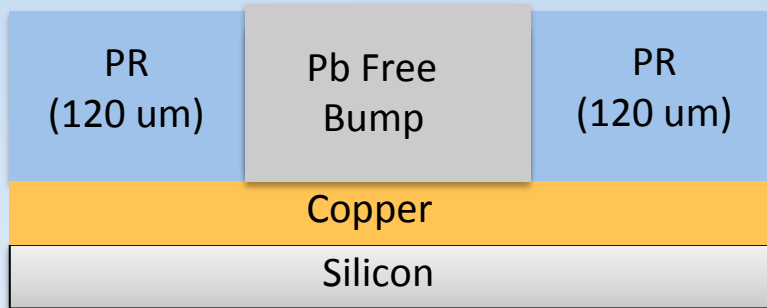 PR
(120 um)
Pb Free
Bump
PR
(120 um)
Copper
Silicon